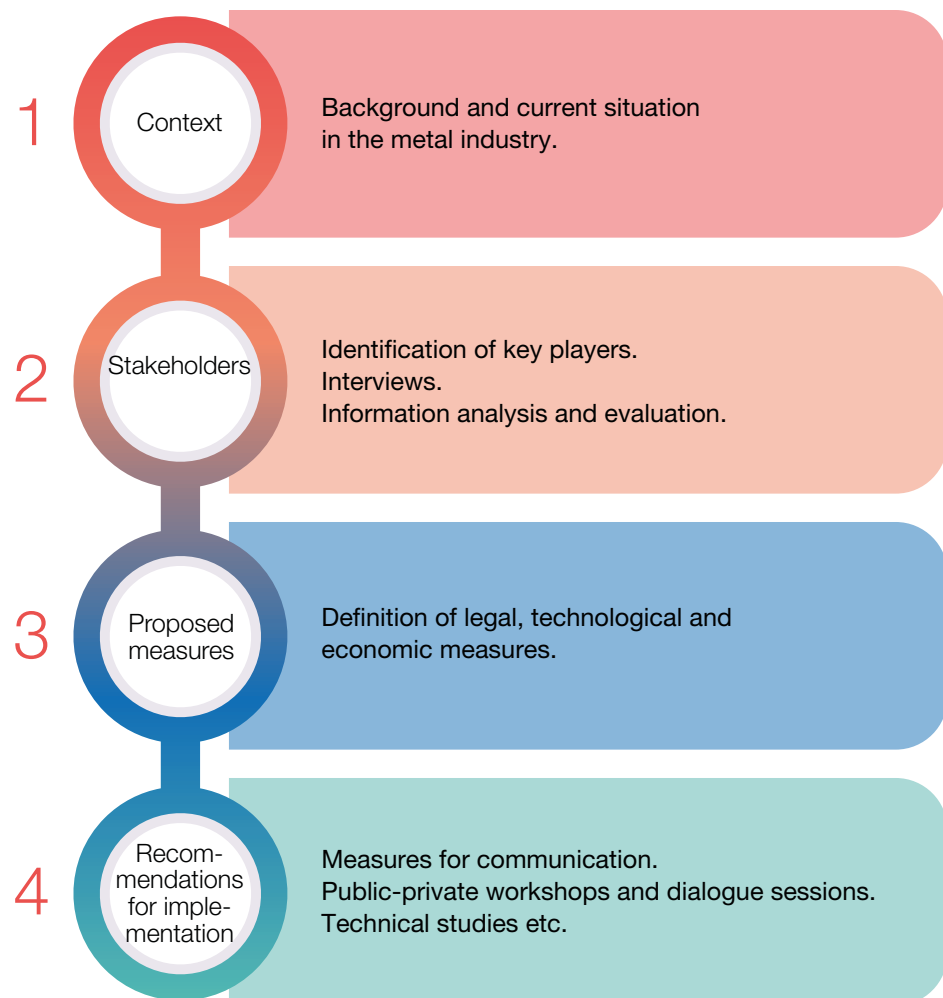 1
Context
Background and current situation
in the metal industry.
2
Stakeholders
Identification of key players.
Interviews.
Information analysis and evaluation.
3
Proposed
measures
Definition of legal, technological and
economic measures.
4
Recom-
mendations
for imple-
mentation
Measures for communication.
Public-private workshops and dialogue sessions.
Technical studies etc.